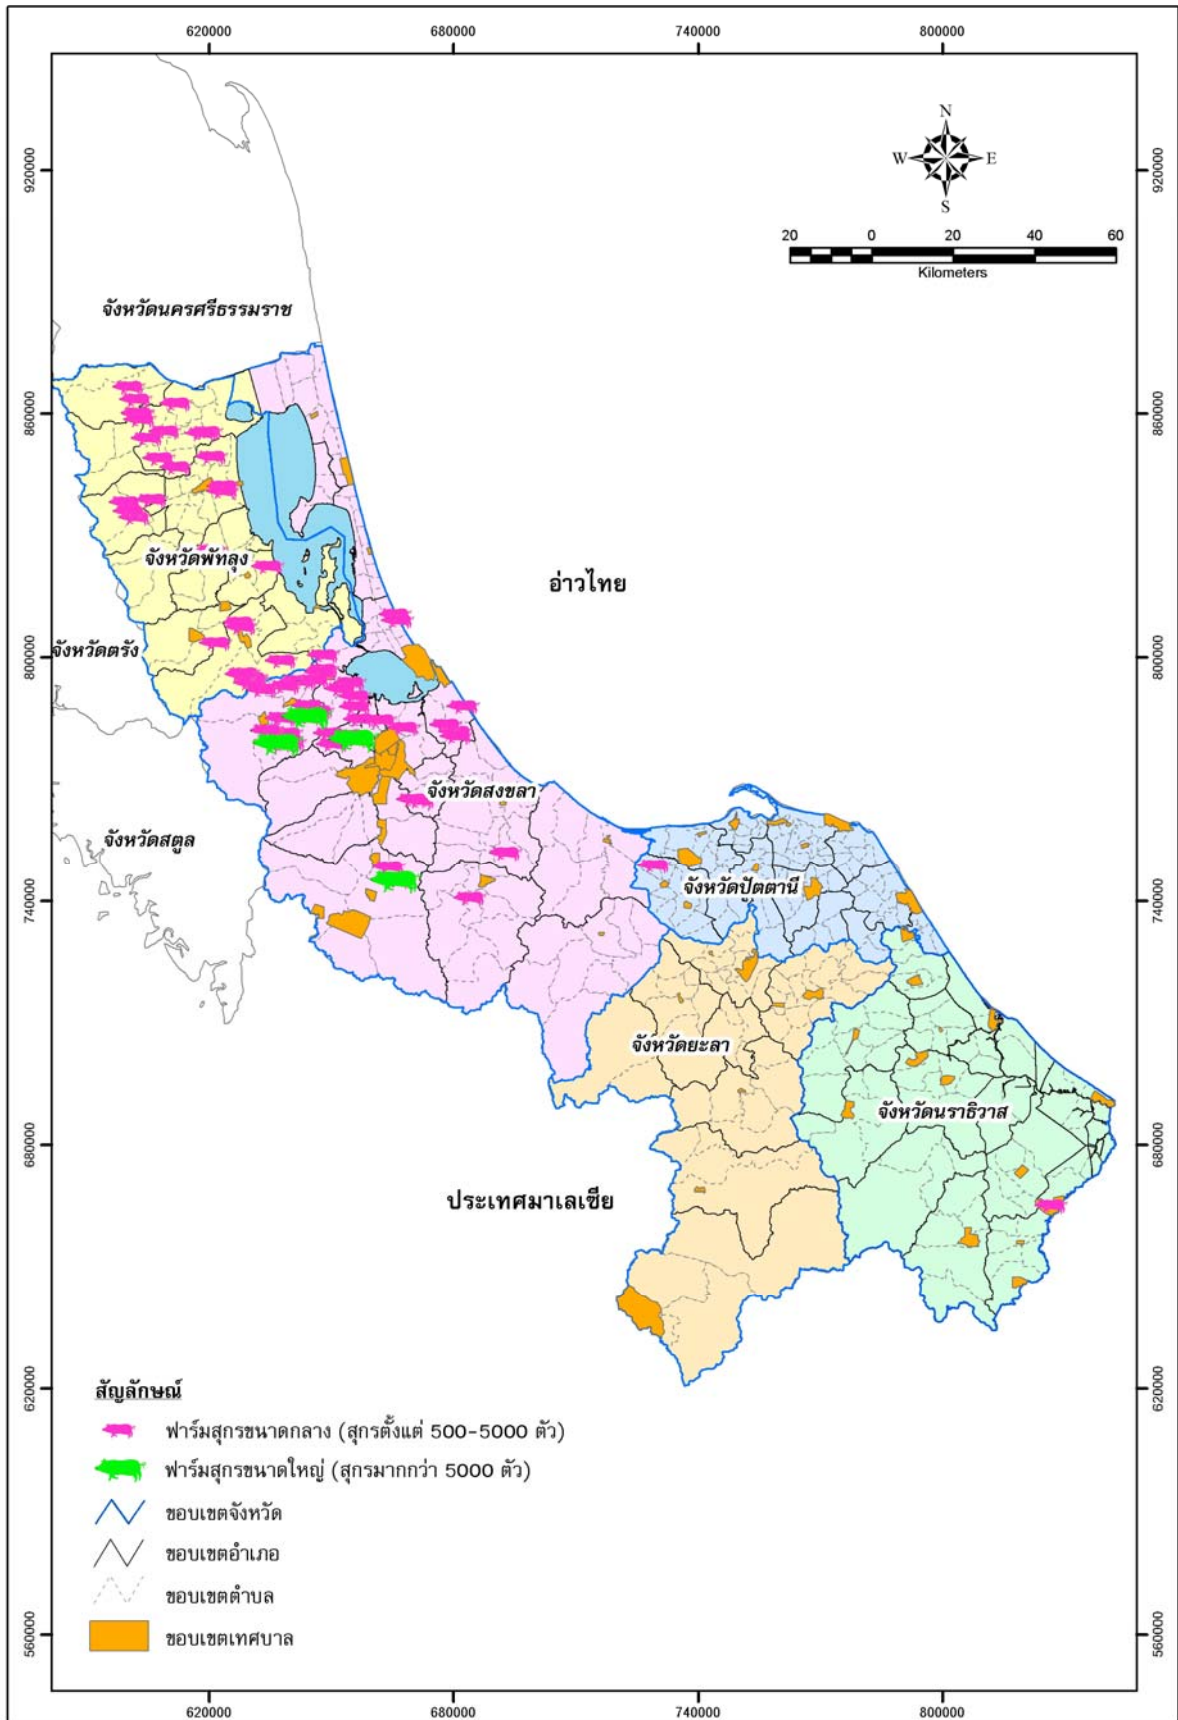 620000 680000 740000 800000
N
W E
S
920000 920000
20 0 20 40 60
Kilometers
จังหวัดนครศรีธรรมราช
860000 860000
อ่าวไทย
จังหวัดพัทลุง
จังหวัดตรัง
800000 800000
จังหวัดสงขลา
จังหวัดสตูล
จังหวัดปัตตานี
740000 740000
จังหวัดยะลา
จังหวัดนราธิวาส
680000 680000
ประเทศมาเลเซีย
620000 620000
สัญลักษณ์
ฟาร์มสุกรขนาดกลาง (สุกรตั้งแต่ 500-5000 ตัว)
ฟาร์มสุกรขนาดใหญ่ (สุกรมากกว่า 5000 ตัว)
ขอบเขตจังหวัด
ขอบเขตอำเภอ
ขอบเขตตำบล
ขอบเขตเทศบาล
560000 560000
620000 680000 740000 800000